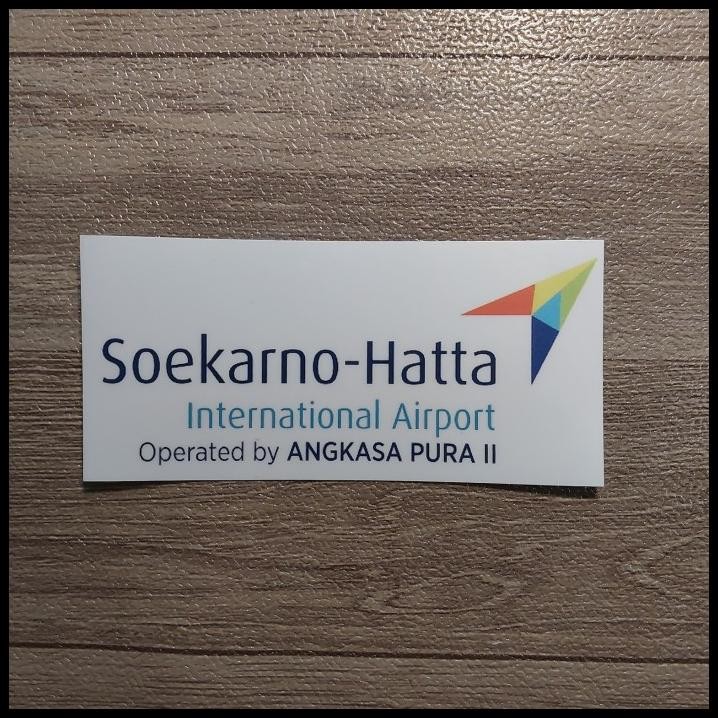 Soekarno-Hatta
International Airport
Operated by ANGKASA PURA II